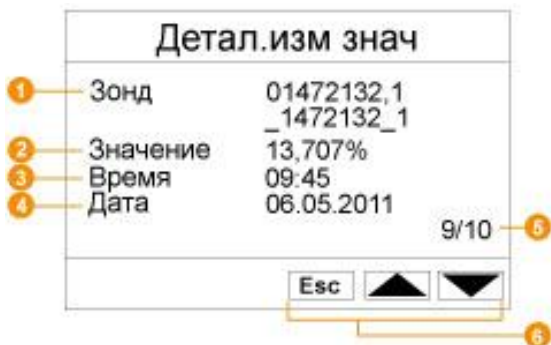 Детал.изм знач
1 Зонд 01472132,1
_1472132_1
2 Значение 13,707%
3 Время 09:45
4 Дата 06.05.2011
9/10 5
Esc
6